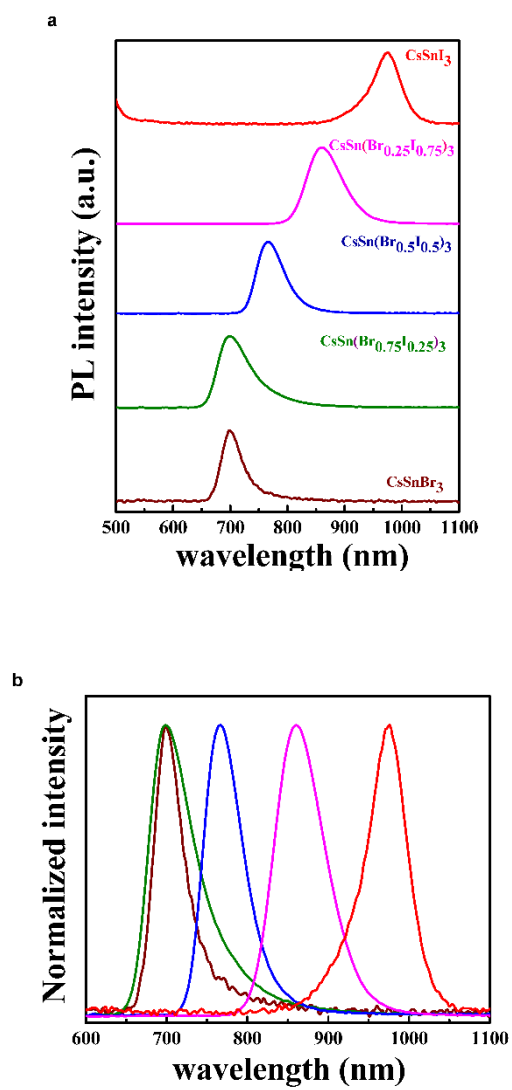 a
CsSnI3
CsSn(Br0.25I0.75)3
CsSn(Br0.5I0.5)3
CsSn(Br0.75I0.25)3
CsSnBr3
PL intensity (a.u.)
500 600 700 800 900 1000 1100
wavelength (nm)
b
Normalized intensity
600 700 800 900 1000 1100
wavelength (nm)